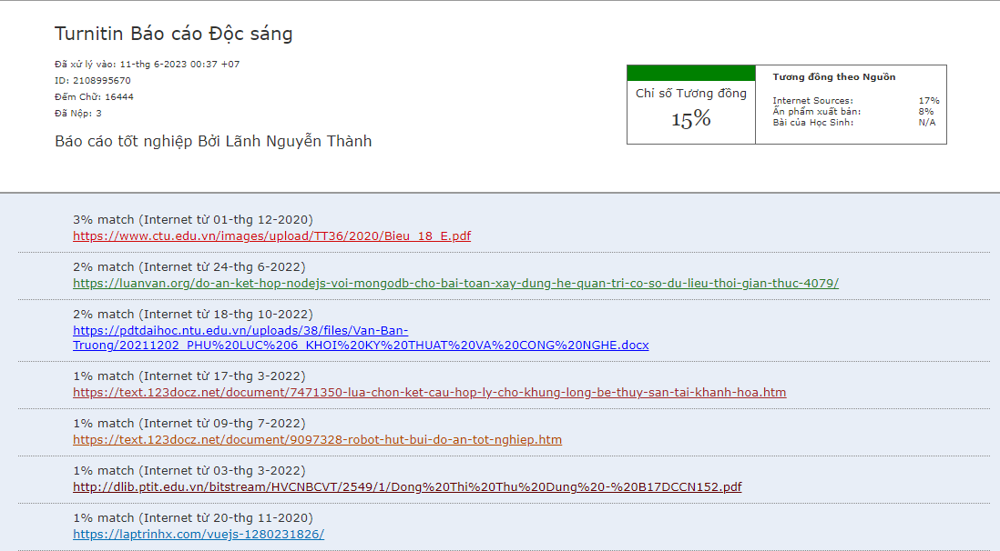 Turnitin Báo cáo Độc sáng
Đã xử lý vào: 11-thg 6-2023 00:37 +07
ID: 2108995670
Đếm Chữ: 16444
Đã Nộp: 3
Báo cáo tốt nghiệp Bởi Lãnh Nguyễn Thành
Chỉ số Tương đồng
15%
Tương đồng theo Nguồn
Internet Sources: 17%
Ấn phẩm xuất bản: 8%
Bài của Học Sinh: N/A
3% match (Internet từ 01-thg 12-2020)
https://www.ctu.edu.vn/images/upload/TT36/2020/Bieu_18_E.pdf
2% match (Internet từ 24-thg 6-2022)
https://luanvan.org/do-an-ket-hop-nodejs-voi-mongodb-cho-bai-toan-xay-dung-he-quan-tri-co-so-du-lieu-thoi-gian-thuc-4079/
2% match (Internet từ 18-thg 10-2022)
https://pdtdaihoc.ntu.edu.vn/uploads/38/files/Van-Ban-
Truong/20211202_PHU%20LUC%206_KHOI%20KY%20THUAT%20VA%20CONG%20NGHE.docx
1% match (Internet từ 17-thg 3-2022)
https://text.123docz.net/document/7471350-lua-chon-ket-cau-hop-ly-cho-khung-long-be-thuy-san-tai-khanh-hoa.htm
1% match (Internet từ 09-thg 7-2022)
https://text.123docz.net/document/9097328-robot-hut-bui-do-an-tot-nghiep.htm
1% match (Internet từ 03-thg 3-2022)
http://dlib.ptit.edu.vn/bitstream/HVCNBCVT/2549/1/Dong%20Thi%20Thu%20Dung%20-%20B17DCCN152.pdf
1% match (Internet từ 20-thg 11-2020)
https://laptrinhx.com/vuejs-1280231826/